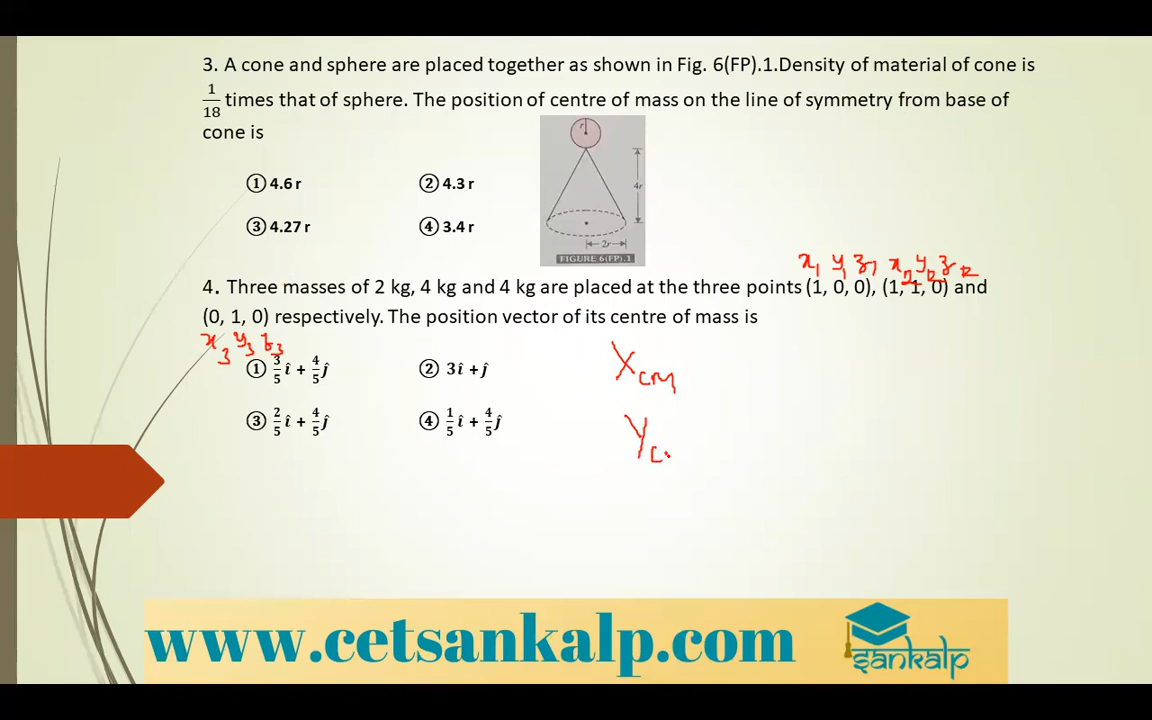 3. A cone and sphere are placed together as shown in Fig. 6(FP).1.Density of material of cone is
1/18 times that of sphere. The position of centre of mass on the line of symmetry from base of
cone is
r
4r
2r
FIGURE 6(FP).1
① 4.6 r ② 4.3 r
③ 4.27 r ④ 3.4 r
x₁ y₁ z₁ x₂ y₂ z₂
4. Three masses of 2 kg, 4 kg and 4 kg are placed at the three points (1, 0, 0), (1, 1, 0) and
(0, 1, 0) respectively. The position vector of its centre of mass is
x₃ y₃ z₃
① 3/5 î + 4/5 ĵ ② 3î +ĵ
③ 2/5 î + 4/5 ĵ ④ 1/5 î + 4/5 ĵ
X_CM
Y_C
www.cetsankalp.com
sankalp